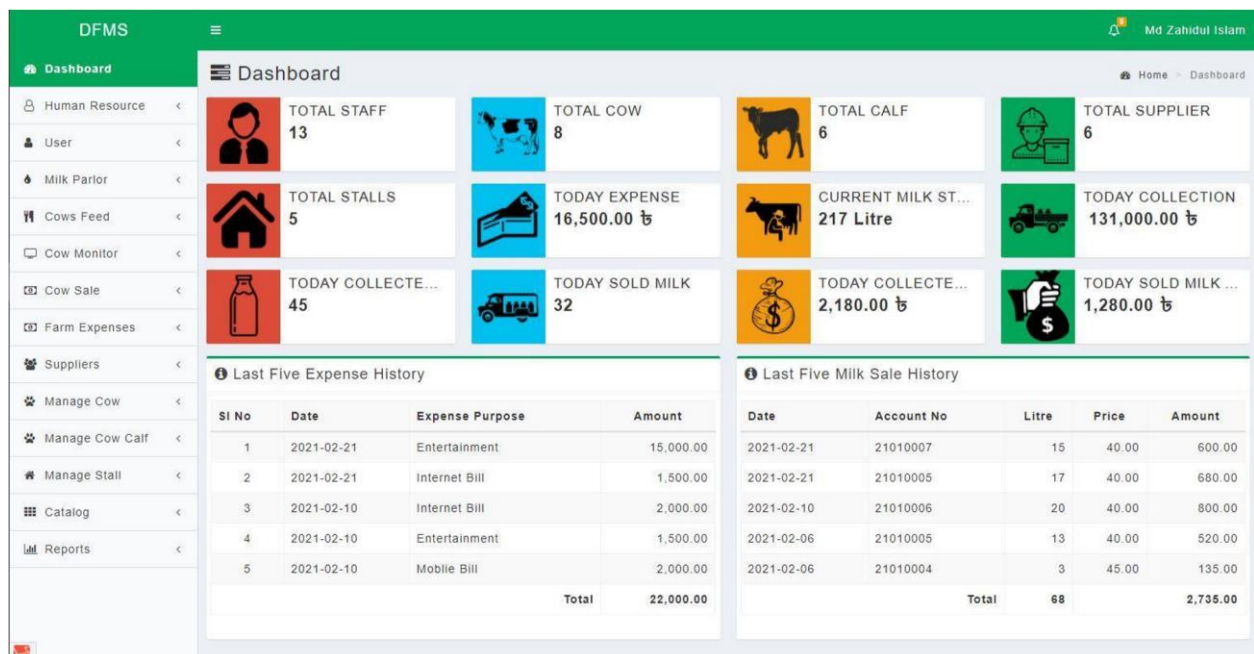 DFMS
Md Zahidul Islam
Dashboard
Human Resource
User
Milk Parlor
Cows Feed
Cow Monitor
Cow Sale
Farm Expenses
Suppliers
Manage Cow
Manage Cow Calf
Manage Stall
Catalog
Reports
Dashboard
Home > Dashboard
TOTAL STAFF
13
TOTAL COW
8
TOTAL CALF
6
TOTAL SUPPLIER
6
TOTAL STALLS
5
TODAY EXPENSE
16,500.00 ৳
CURRENT MILK ST...
217 Litre
TODAY COLLECTION
131,000.00 ৳
TODAY COLLECTE...
45
TODAY SOLD MILK
32
TODAY COLLECTE...
2,180.00 ৳
TODAY SOLD MILK ...
1,280.00 ৳
Last Five Expense History
SI No Date Expense Purpose Amount
1 2021-02-21 Entertainment 15,000.00
2 2021-02-21 Internet Bill 1,500.00
3 2021-02-10 Internet Bill 2,000.00
4 2021-02-10 Entertainment 1,500.00
5 2021-02-10 Moblie Bill 2,000.00
Total 22,000.00
Last Five Milk Sale History
Date Account No Litre Price Amount
2021-02-21 21010007 15 40.00 600.00
2021-02-21 21010005 17 40.00 680.00
2021-02-10 21010006 20 40.00 800.00
2021-02-06 21010005 13 40.00 520.00
2021-02-06 21010004 3 45.00 135.00
Total 68 2,735.00